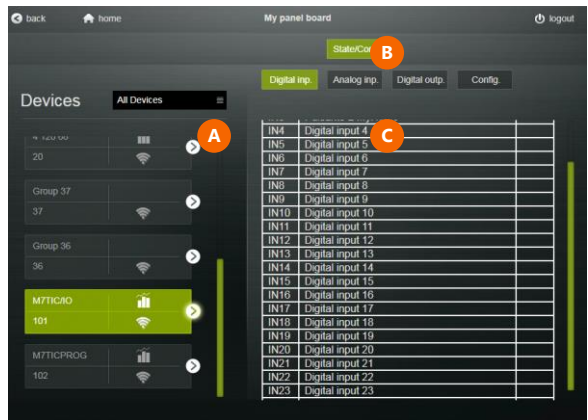 back home My panel board logout
State/Con
B
Digital inp. Analog inp. Digital outp. Config.
Devices All Devices
A
C
20
Group 37
37
Group 36
36
M7TIC/IO
101
M7TICPROG
102
IN4 Digital input 4
IN5 Digital input 5
IN6 Digital input 6
IN7 Digital input 7
IN8 Digital input 8
IN9 Digital input 9
IN10 Digital input 10
IN11 Digital input 11
IN12 Digital input 12
IN13 Digital input 13
IN14 Digital input 14
IN15 Digital input 15
IN16 Digital input 16
IN17 Digital input 17
IN18 Digital input 18
IN19 Digital input 19
IN20 Digital input 20
IN21 Digital input 21
IN22 Digital input 22
IN23 Digital input 23